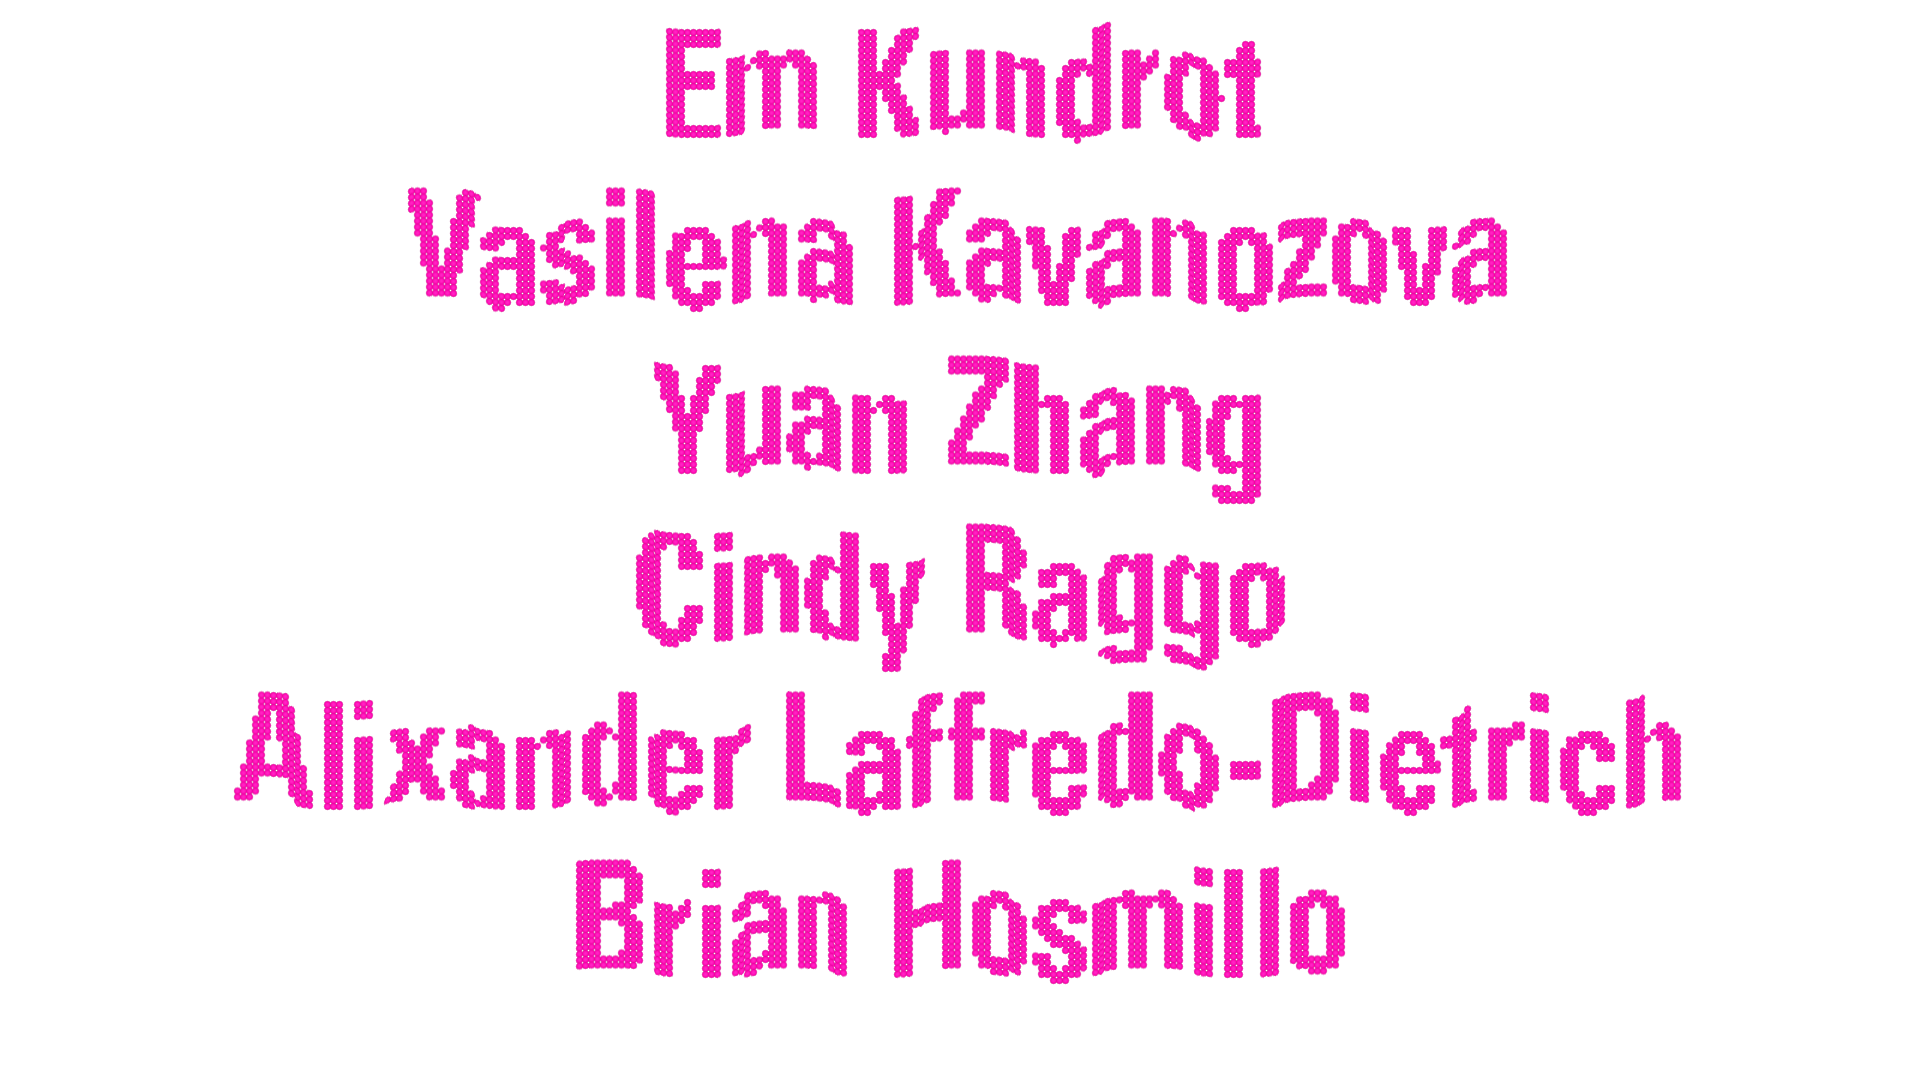 Em Kundrot
Vasilena Kavanozova
Yuan Zhang
Cindy Raggo
Alixander Laffredo-Dietrich
Brian Hosmillo